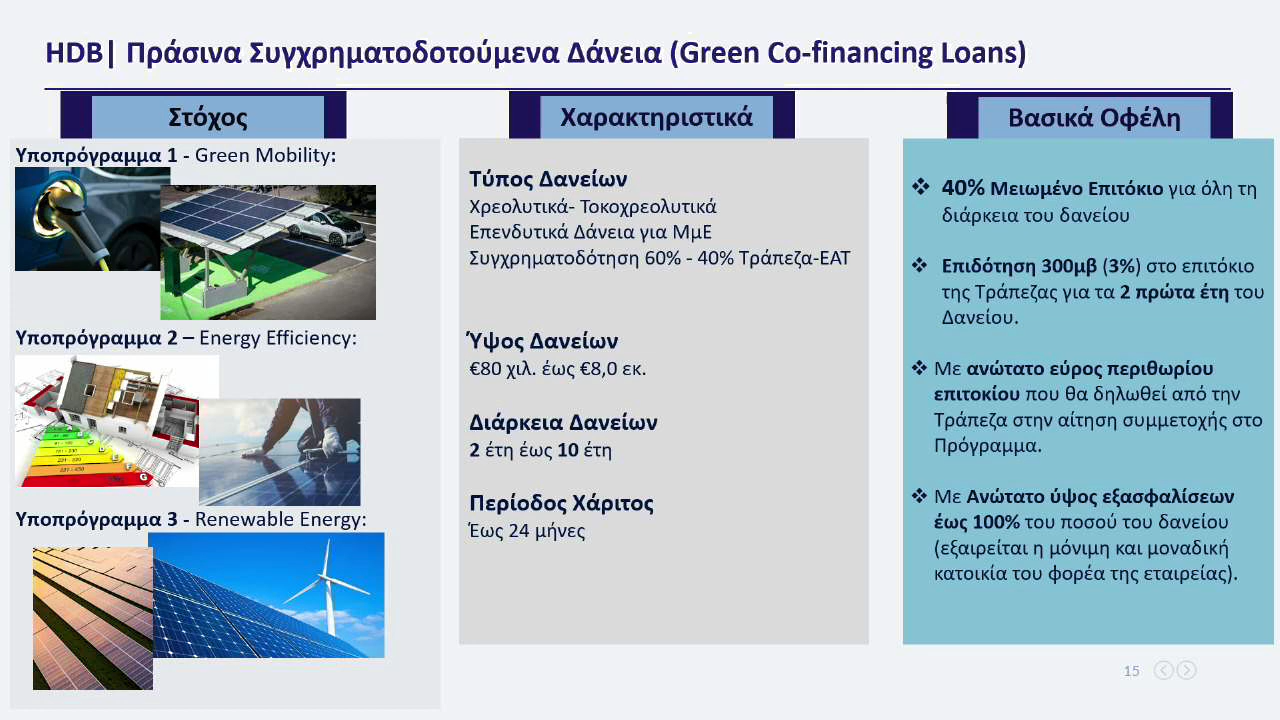 HDB| Πράσινα Συγχρηματοδοτούμενα Δάνεια (Green Co-financing Loans)
Στόχος
Υποπρόγραμμα 1 - Green Mobility:
Υποπρόγραμμα 2 – Energy Efficiency:
G
Υποπρόγραμμα 3 - Renewable Energy:
Χαρακτηριστικά
Τύπος Δανείων
Χρεολυτικά- Τοκοχρεολυτικά
Επενδυτικά Δάνεια για ΜμΕ
Συγχρηματοδότηση 60% - 40% Τράπεζα-ΕΑΤ
Ύψος Δανείων
€80 χιλ. έως €8,0 εκ.
Διάρκεια Δανείων
2 έτη έως 10 έτη
Περίοδος Χάριτος
Έως 24 μήνες
Βασικά Οφέλη
❖ 40% Μειωμένο Επιτόκιο για όλη τη
διάρκεια του δανείου
❖ Επιδότηση 300μβ (3%) στο επιτόκιο
της Τράπεζας για τα 2 πρώτα έτη του
Δανείου.
❖ Με ανώτατο εύρος περιθωρίου
επιτοκίου που θα δηλωθεί από την
Τράπεζα στην αίτηση συμμετοχής στο
Πρόγραμμα.
❖ Με Ανώτατο ύψος εξασφαλίσεων
έως 100% του ποσού του δανείου
(εξαιρείται η μόνιμη και μοναδική
κατοικία του φορέα της εταιρείας).
15